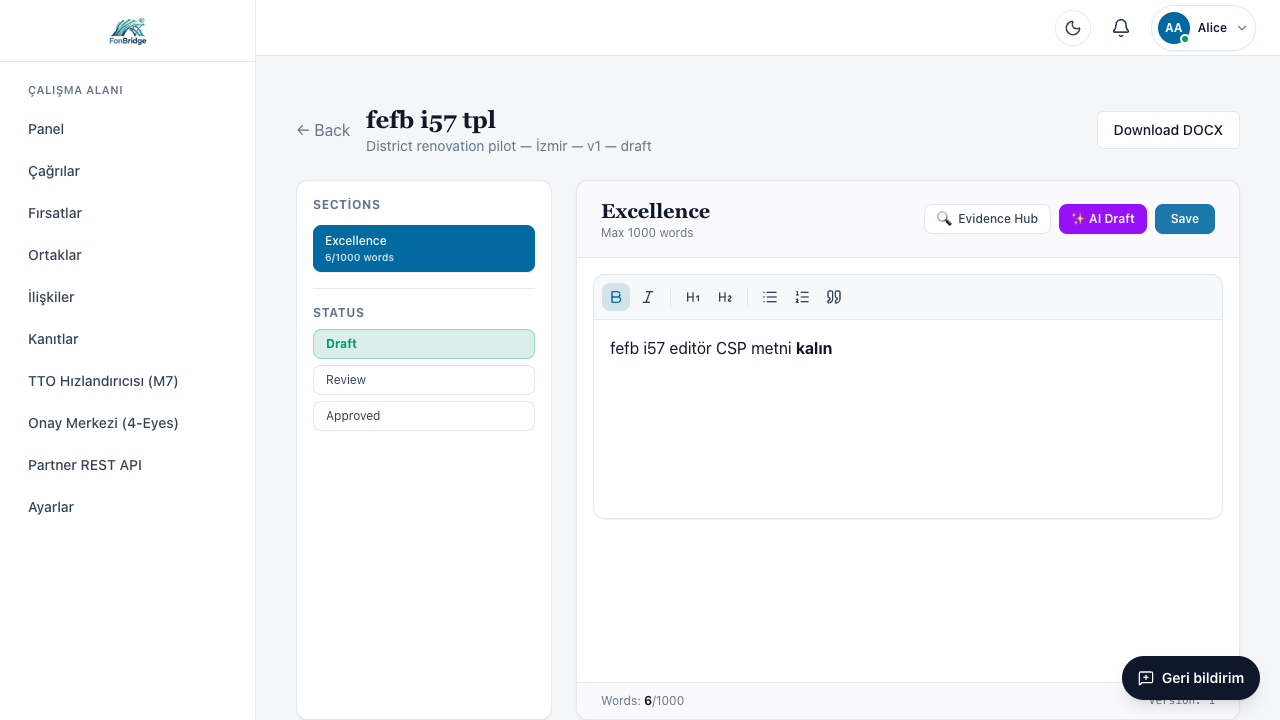 FonBridge
AA
Alice
ÇALIŞMA ALANI
Panel
Çağrılar
Fırsatlar
Ortaklar
İlişkiler
Kanıtlar
TTO Hızlandırıcısı (M7)
Onay Merkezi (4-Eyes)
Partner REST API
Ayarlar
← Back
fefb i57 tpl
District renovation pilot — İzmir — v1 — draft
Download DOCX
SECTİONS
Excellence
6/1000 words
STATUS
Draft
Review
Approved
Excellence
Max 1000 words
Evidence Hub
AI Draft
Save
B I H1 H2
fefb i57 editör CSP metni kalın
Words: 6/1000
Version: 1
Geri bildirim